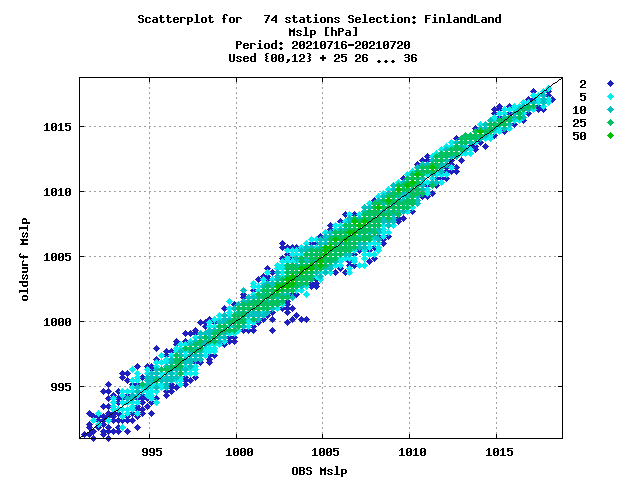 Scatterplot for   74 stations Selection: FinlandLand
Mslp [hPa]
Period: 20210716-20210720
Used {00,12} + 25 26 ... 36
2
5
10
25
50
1015
1010
1005
1000
995
oldsurf Mslp
995 1000 1005 1010 1015
OBS Mslp